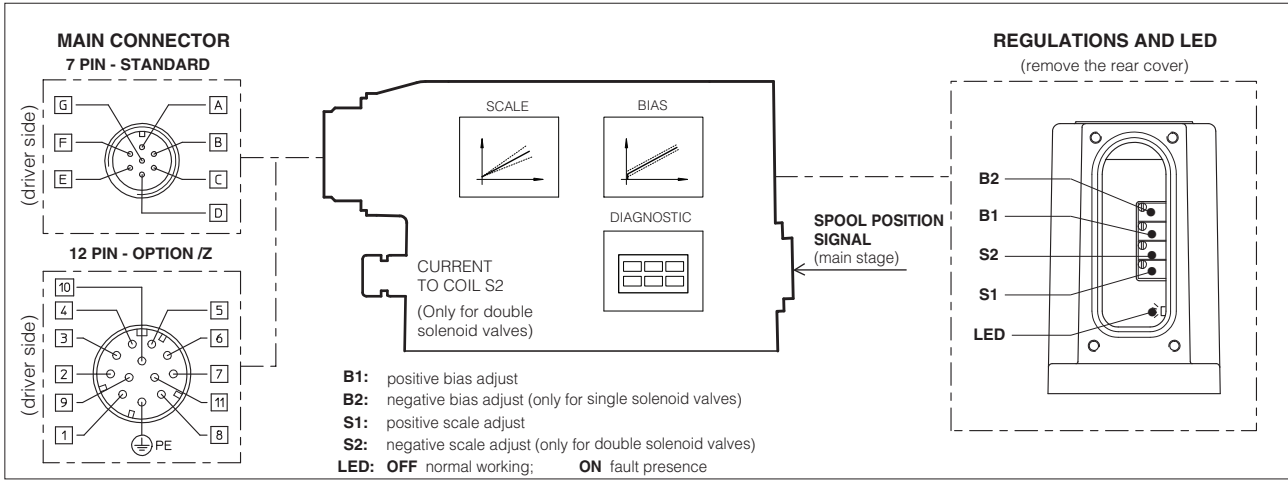 MAIN CONNECTOR
7 PIN - STANDARD
(driver side)
G
A
F
B
E
C
D
12 PIN - OPTION /Z
(driver side)
10
4
5
3
6
2
7
9
11
1
8
PE
SCALE
BIAS
DIAGNOSTIC
CURRENT
TO COIL S2
(Only for double
solenoid valves)
SPOOL POSITION
SIGNAL
(main stage)
B1: positive bias adjust
B2: negative bias adjust (only for single solenoid valves)
S1: positive scale adjust
S2: negative scale adjust (only for double solenoid valves)
LED: OFF normal working; ON fault presence
REGULATIONS AND LED
(remove the rear cover)
B2
B1
S2
S1
LED